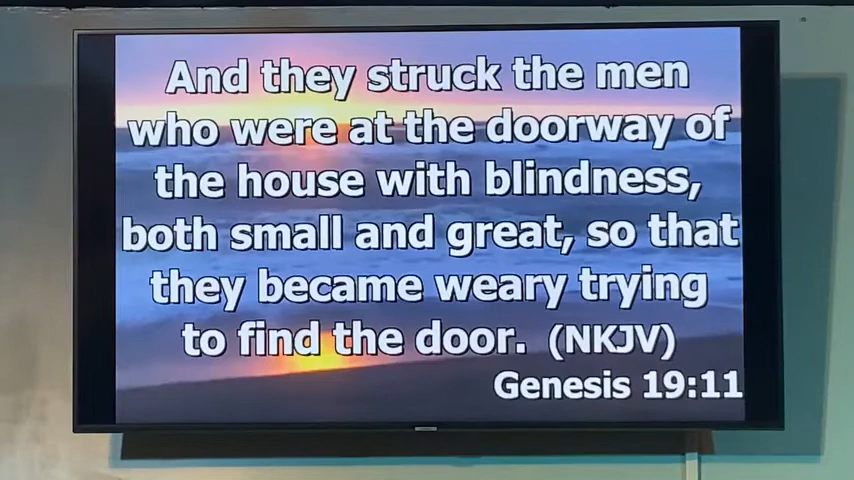 And they struck the men
who were at the doorway of
the house with blindness,
both small and great, so that
they became weary trying
to find the door. (NKJV)
Genesis 19:11